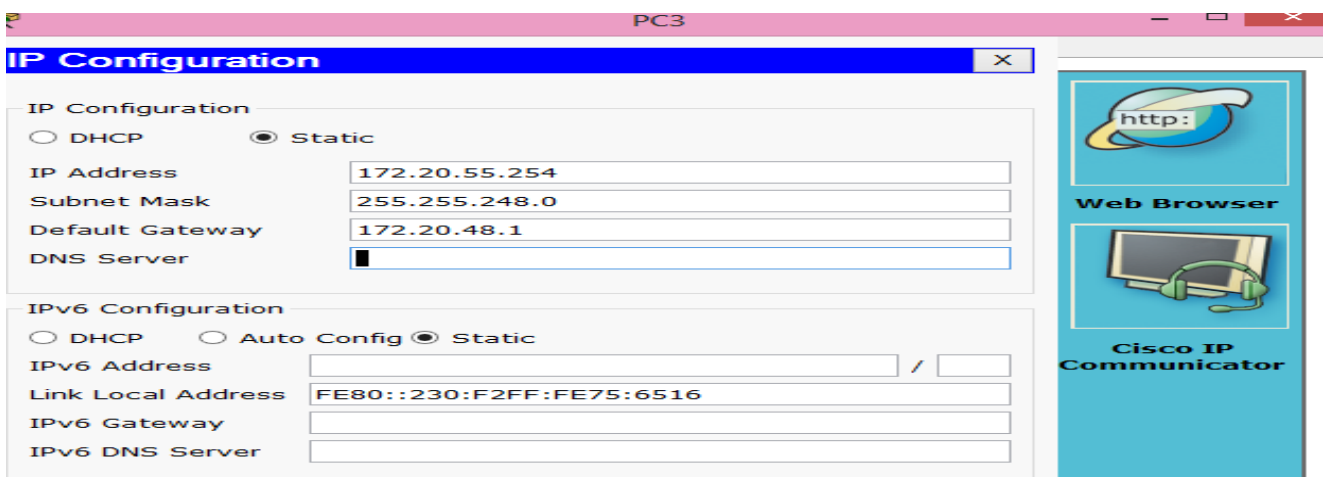 PC3
IP Configuration X
IP Configuration
DHCP Static
IP Address 172.20.55.254
Subnet Mask 255.255.248.0
Default Gateway 172.20.48.1
DNS Server
IPv6 Configuration
DHCP Auto Config Static
IPv6 Address /
Link Local Address FE80::230:F2FF:FE75:6516
IPv6 Gateway
IPv6 DNS Server
http:
Web Browser
Cisco IP
Communicator